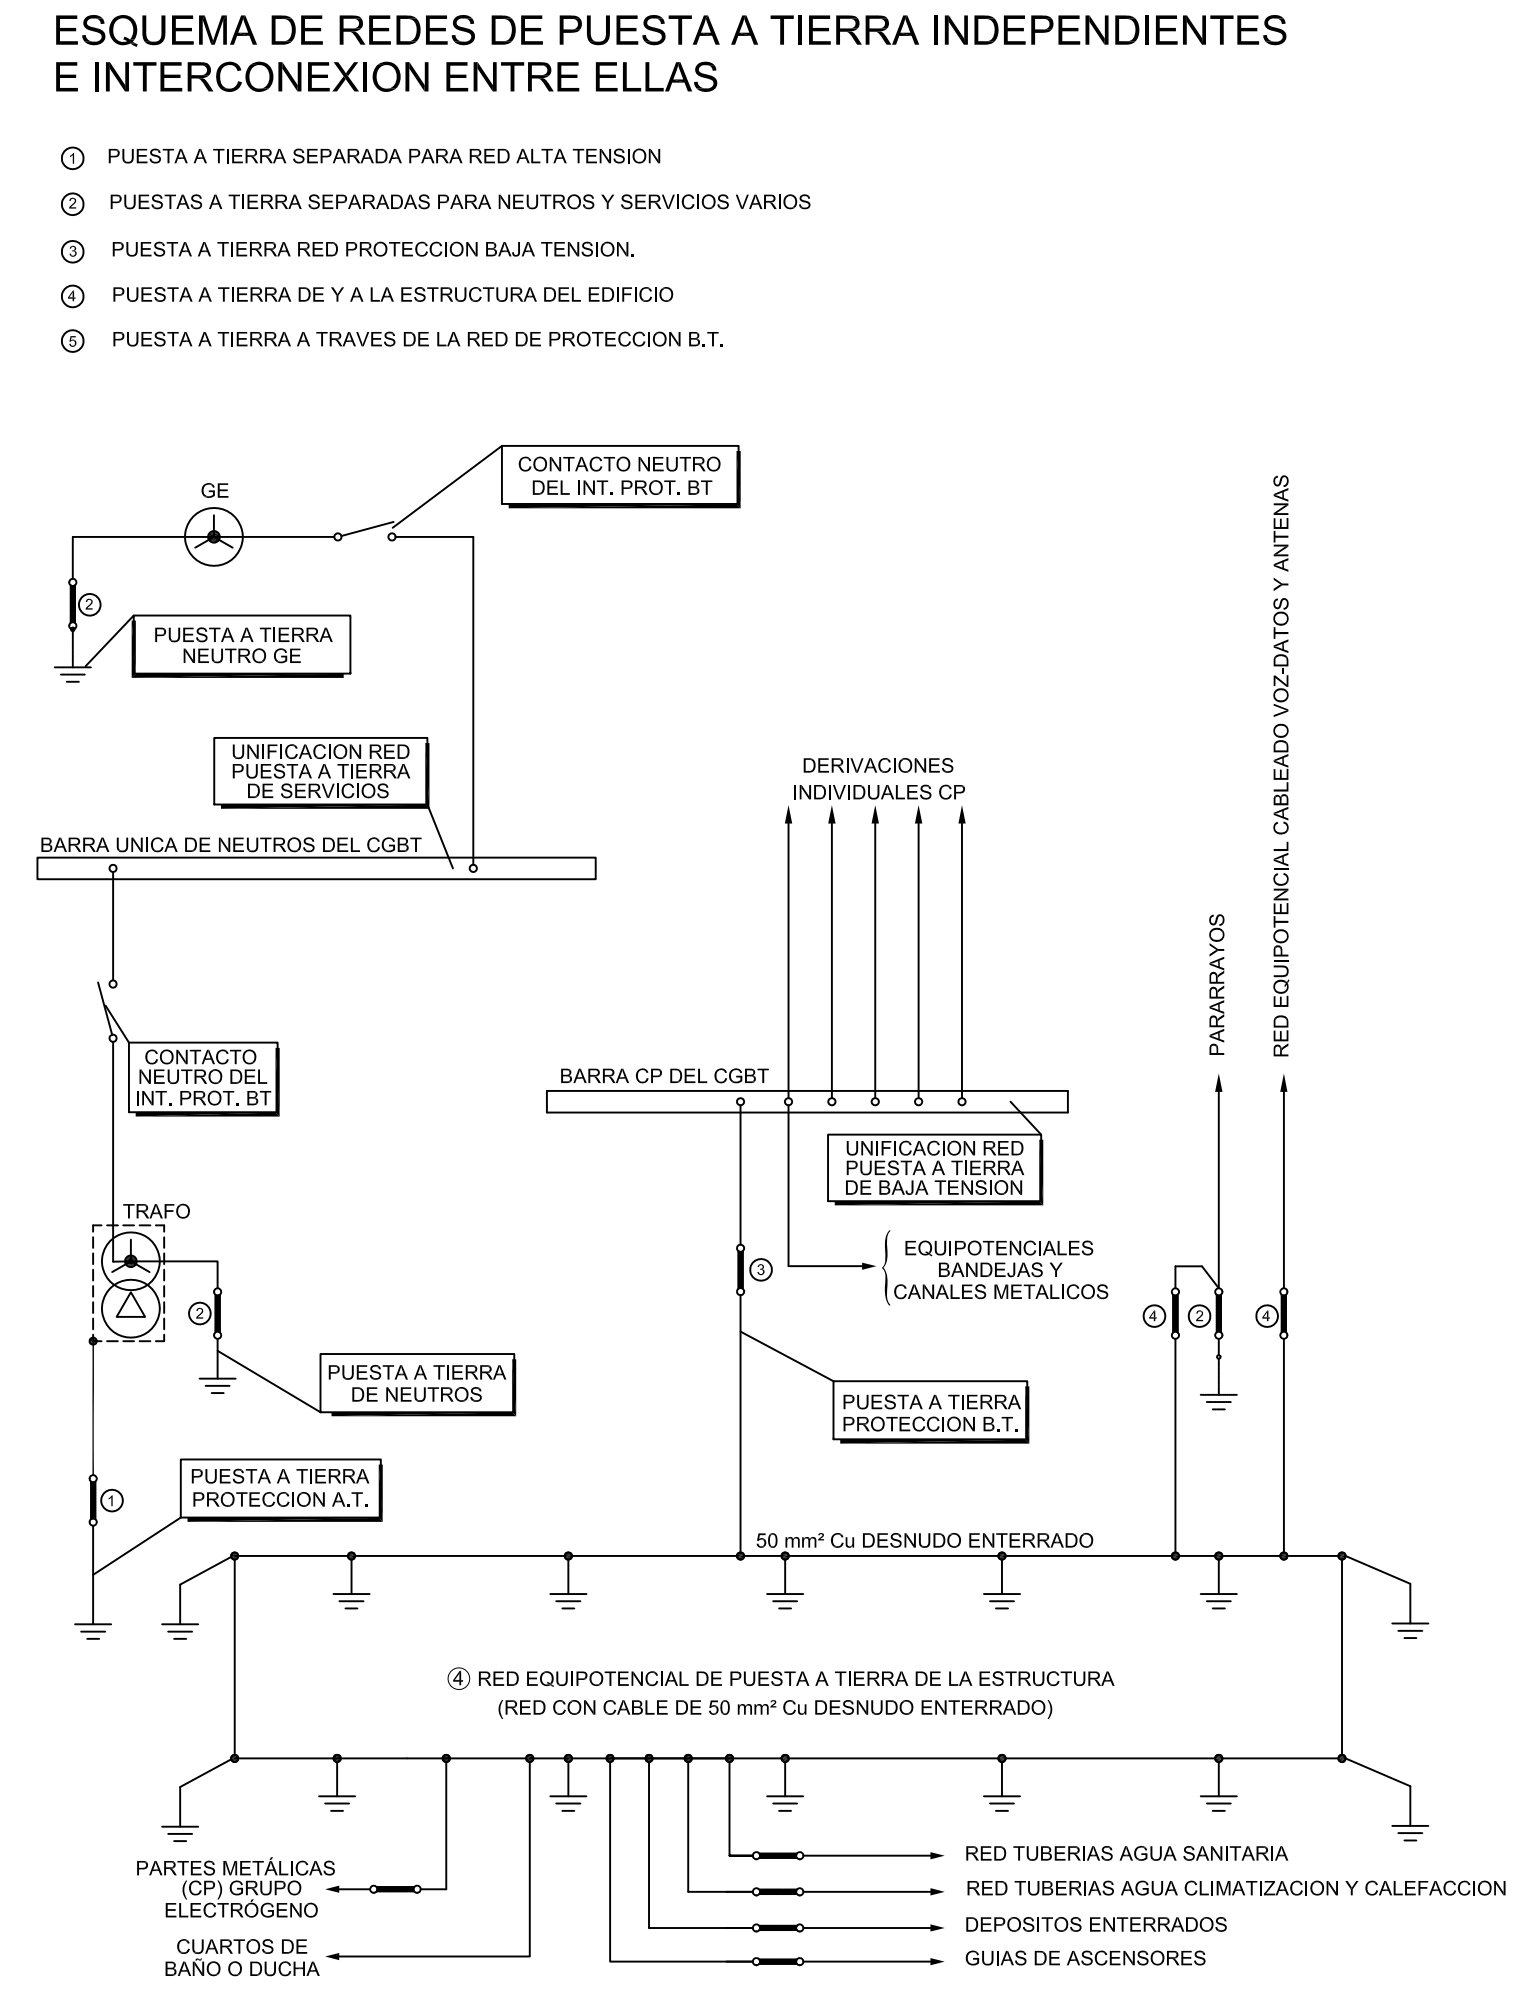 ESQUEMA DE REDES DE PUESTA A TIERRA INDEPENDIENTES
E INTERCONEXION ENTRE ELLAS
1 PUESTA A TIERRA SEPARADA PARA RED ALTA TENSION
2 PUESTAS A TIERRA SEPARADAS PARA NEUTROS Y SERVICIOS VARIOS
3 PUESTA A TIERRA RED PROTECCION BAJA TENSION.
4 PUESTA A TIERRA DE Y A LA ESTRUCTURA DEL EDIFICIO
5 PUESTA A TIERRA A TRAVES DE LA RED DE PROTECCION B.T.
CONTACTO NEUTRO
DEL INT. PROT. BT
GE
2
PUESTA A TIERRA
NEUTRO GE
UNIFICACION RED
PUESTA A TIERRA
DE SERVICIOS
BARRA UNICA DE NEUTROS DEL CGBT
CONTACTO
NEUTRO DEL
INT. PROT. BT
TRAFO
2
PUESTA A TIERRA
DE NEUTROS
PUESTA A TIERRA
PROTECCION A.T.
1
DERIVACIONES
INDIVIDUALES CP
BARRA CP DEL CGBT
UNIFICACION RED
PUESTA A TIERRA
DE BAJA TENSION
EQUIPOTENCIALES
BANDEJAS Y
CANALES METALICOS
3
PUESTA A TIERRA
PROTECCION B.T.
PARARRAYOS
RED EQUIPOTENCIAL CABLEADO VOZ-DATOS Y ANTENAS
4
2
4
50 mm² Cu DESNUDO ENTERRADO
4 RED EQUIPOTENCIAL DE PUESTA A TIERRA DE LA ESTRUCTURA
(RED CON CABLE DE 50 mm² Cu DESNUDO ENTERRADO)
PARTES METÁLICAS
(CP) GRUPO
ELECTRÓGENO
CUARTOS DE
BAÑO O DUCHA
RED TUBERIAS AGUA SANITARIA
RED TUBERIAS AGUA CLIMATIZACION Y CALEFACCION
DEPOSITOS ENTERRADOS
GUIAS DE ASCENSORES